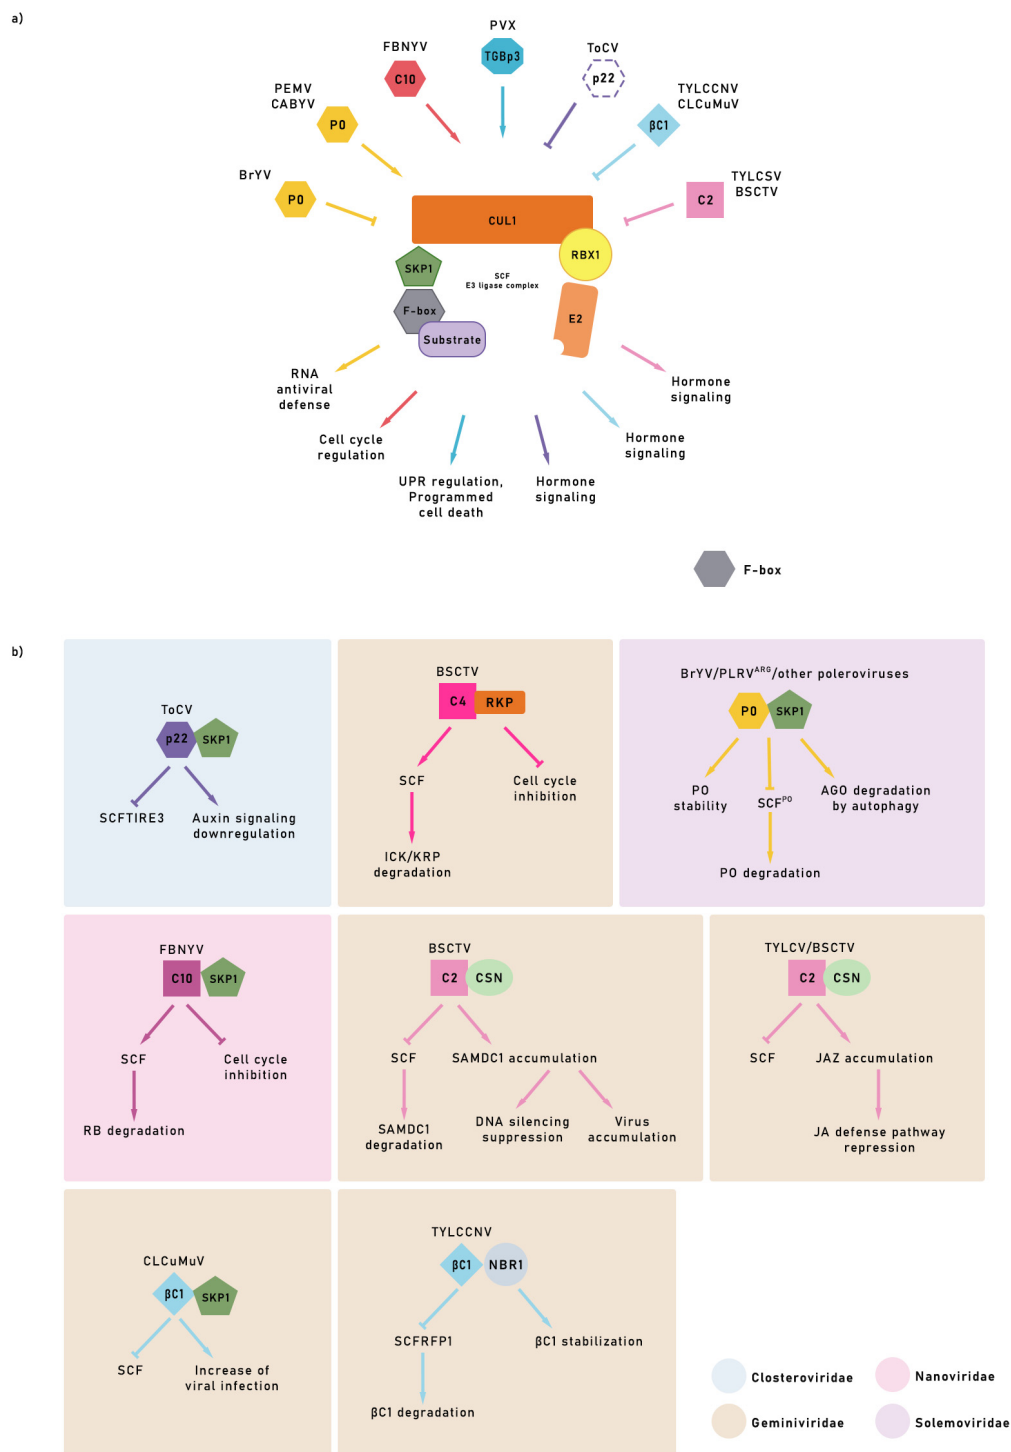 a)
PVX
TGBp3
FBNYV
C10
ToCV
p22
PEMV
CABYV
P0
TYLCCNV
CLCuMuV
βC1
BrYV
P0
TYLCSV
BSCTV
C2
CUL1
RBX1
SKP1
SCF
E3 ligase complex
F-box
E2
Substrate
RNA
antiviral
defense
Hormone
signaling
Cell cycle
regulation
Hormone
signaling
UPR regulation,
Programmed
cell death
Hormone
signaling
F-box
b)
ToCV
p22
SKP1
SCFTIRE3
Auxin signaling
downregulation
BSCTV
C4
RKP
SCF
Cell cycle
inhibition
ICK/KRP
degradation
BrYV/PLRVARG/other poleroviruses
P0
SKP1
PO
stability
SCFPO
AGO degradation
by autophagy
PO degradation
FBNYV
C10
SKP1
SCF
Cell cycle
inhibition
RB degradation
BSCTV
C2
CSN
SCF
SAMDC1 accumulation
SAMDC1
degradation
DNA silencing
suppression
Virus
accumulation
TYLCV/BSCTV
C2
CSN
SCF
JAZ accumulation
JA defense pathway
repression
CLCuMuV
βC1
SKP1
SCF
Increase of
viral infection
TYLCCNV
βC1
NBR1
SCFRFP1
βC1 stabilization
βC1 degradation
Closteroviridae
Nanoviridae
Geminiviridae
Solemoviridae